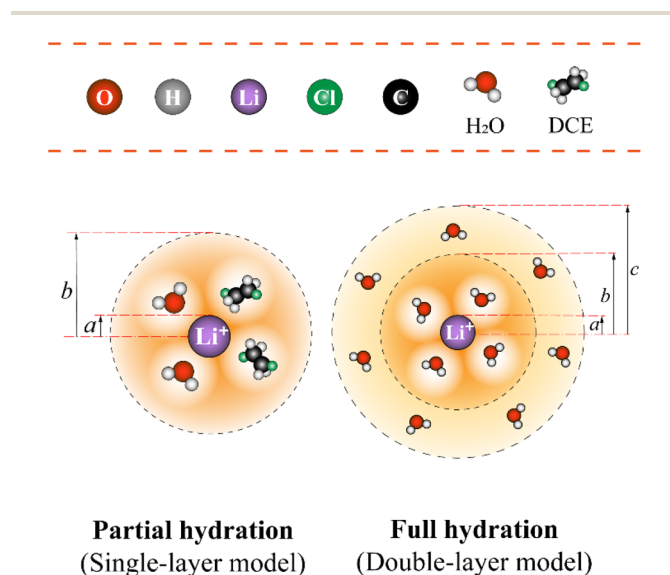 O H Li Cl C
H₂O DCE
b a Li⁺
c b a Li⁺
Partial hydration
(Single-layer model)
Full hydration
(Double-layer model)